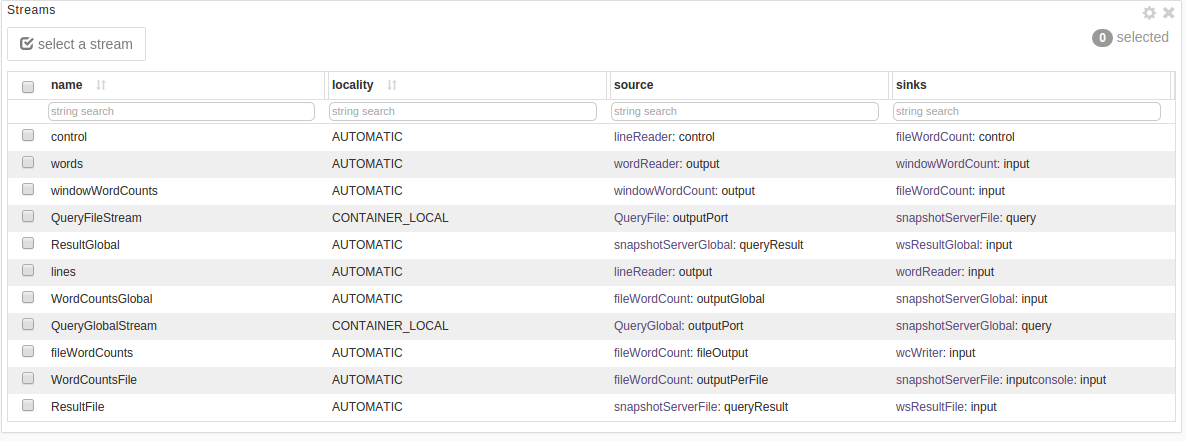 Streams
select a stream
0 selected
name locality source sinks
string search string search string search string search
control AUTOMATIC lineReader: control fileWordCount: control
words AUTOMATIC wordReader: output windowWordCount: input
windowWordCounts AUTOMATIC windowWordCount: output fileWordCount: input
QueryFileStream CONTAINER_LOCAL QueryFile: outputPort snapshotServerFile: query
ResultGlobal AUTOMATIC snapshotServerGlobal: queryResult wsResultGlobal: input
lines AUTOMATIC lineReader: output wordReader: input
WordCountsGlobal AUTOMATIC fileWordCount: outputGlobal snapshotServerGlobal: input
QueryGlobalStream CONTAINER_LOCAL QueryGlobal: outputPort snapshotServerGlobal: query
fileWordCounts AUTOMATIC fileWordCount: fileOutput wcWriter: input
WordCountsFile AUTOMATIC fileWordCount: outputPerFile snapshotServerFile: inputconsole: input
ResultFile AUTOMATIC snapshotServerFile: queryResult wsResultFile: input